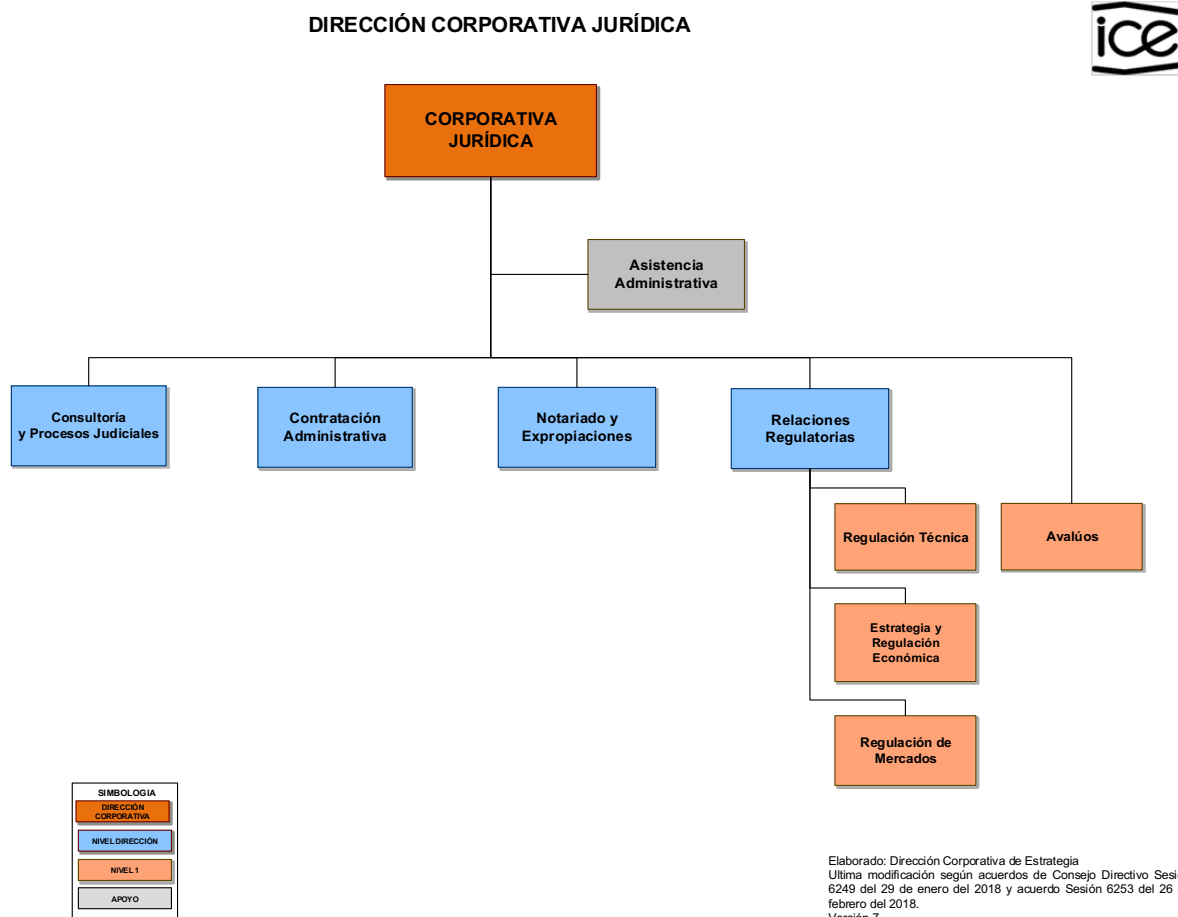 DIRECCIÓN CORPORATIVA JURÍDICA
ice
CORPORATIVA
JURÍDICA
Asistencia
Administrativa
Consultoría
y Procesos Judiciales
Contratación
Administrativa
Notariado y
Expropiaciones
Relaciones
Regulatorias
Regulación Técnica
Avalúos
Estrategia y
Regulación
Económica
Regulación de
Mercados
SIMBOLOGIA
DIRECCIÓN
CORPORATIVA
NIVEL DIRECCIÓN
NIVEL 1
APOYO
Elaborado: Dirección Corporativa de Estrategia
Ultima modificación según acuerdos de Consejo Directivo
6249 del 29 de enero del 2018 y acuerdo Sesión 6253 del 26
febrero del 2018.
Versión 7